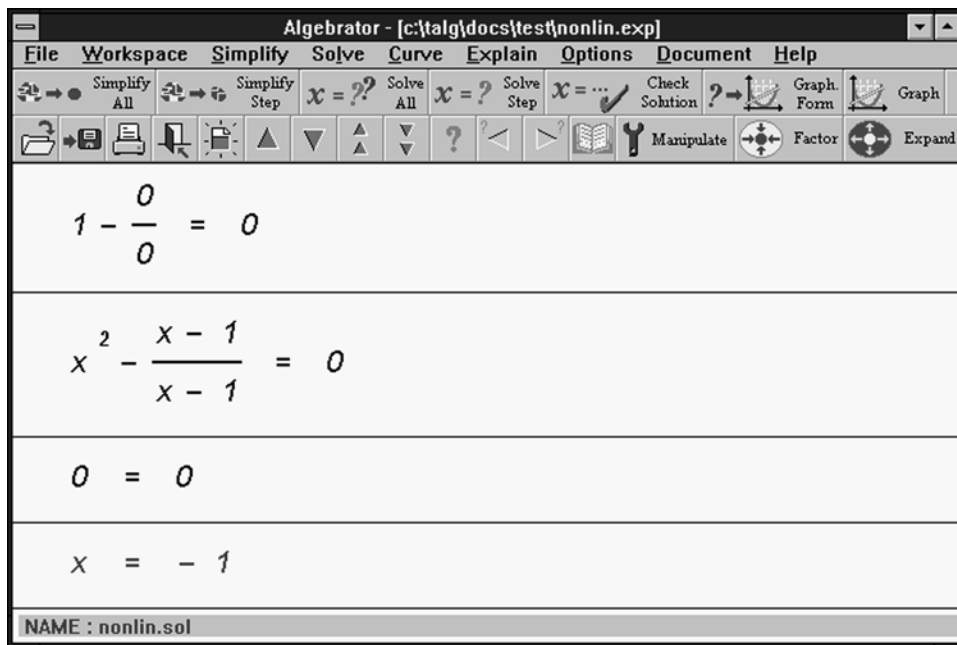 Algebrator - [c:\talg\docs\test\nonlin.exp]
File Workspace Simplify Solve Curve Explain Options Document Help
Simplify All Simplify Step x = ?? Solve All x = ? Solve Step x = ... Check Solution ? Graph. Form Graph
? ? ? Manipulate Factor Expand
1 - 0/0 = 0
x^2 - (x - 1)/(x - 1) = 0
0 = 0
x = - 1
NAME : nonlin.sol